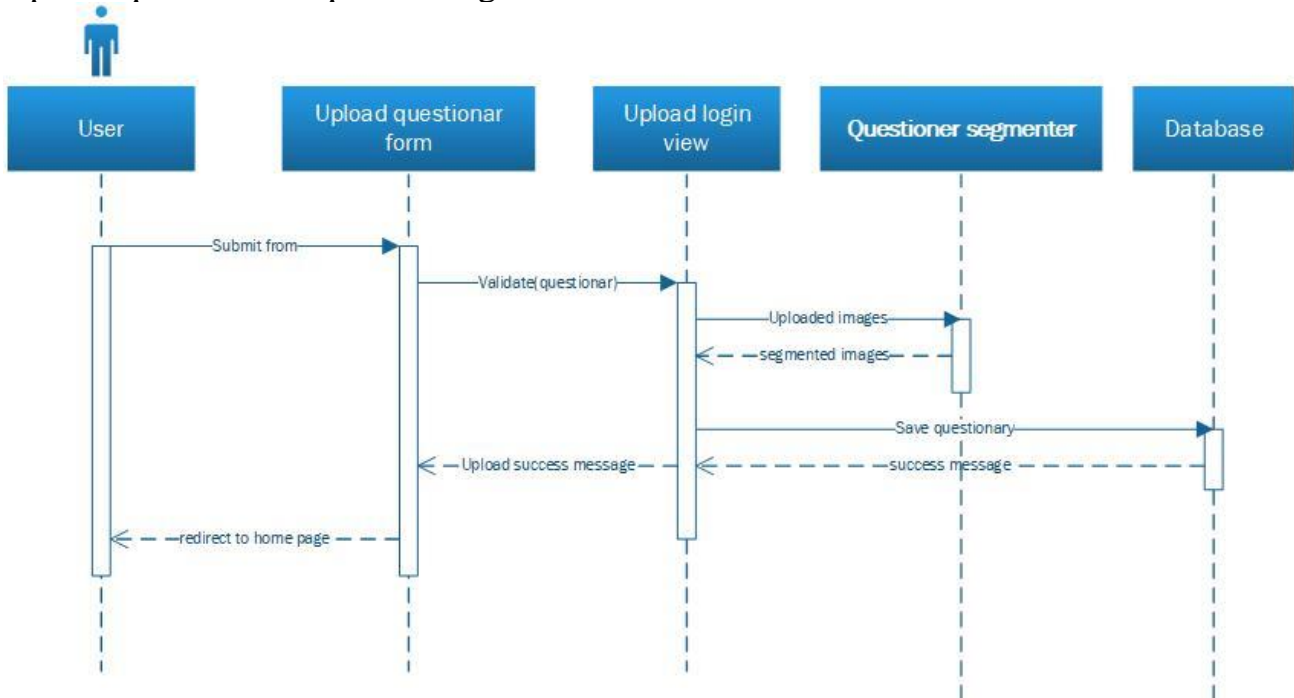 User
Upload questionar
form
Upload login
view
Questioner segmenter
Database
Submit from
Validate(questionar)
Uploaded images
segmented images
Save questionary
Upload success message
success message
redirect to home page